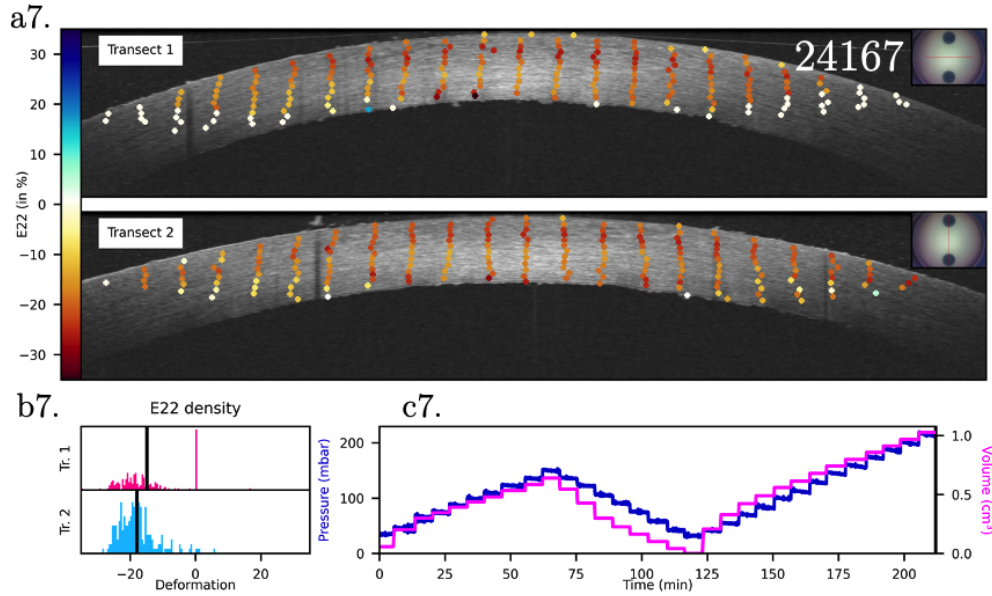 a7.
Transect 1
24167
30
20
10
0
−10
−20
−30
E22 (in %)
Transect 2
b7.
E22 density
Tr. 1
Tr. 2
−20
0
20
Deformation
c7.
Pressure (mbar)
200
100
0
0
25
50
75
100
125
150
175
200
Time (min)
1.0
0.5
0.0
Volume (cm³)